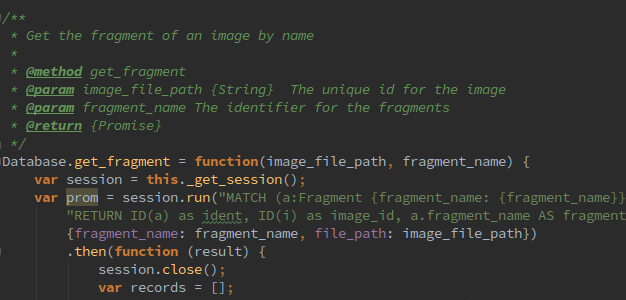 /**
* Get the fragment of an image by name
*
* @method get_fragment
* @param image_file_path {String}  The unique id for the image
* @param fragment_name The identifier for the fragments
* @return {Promise}
*/
Database.get_fragment = function(image_file_path, fragment_name) {
var session = this._get_session();
var prom = session.run("MATCH (a:Fragment {fragment_name: {fragment_name}}
"RETURN ID(a) as ident, ID(i) as image_id, a.fragment_name AS fragment
{fragment_name: fragment_name, file_path: image_file_path})
.then(function (result) {
session.close();
var records = [];